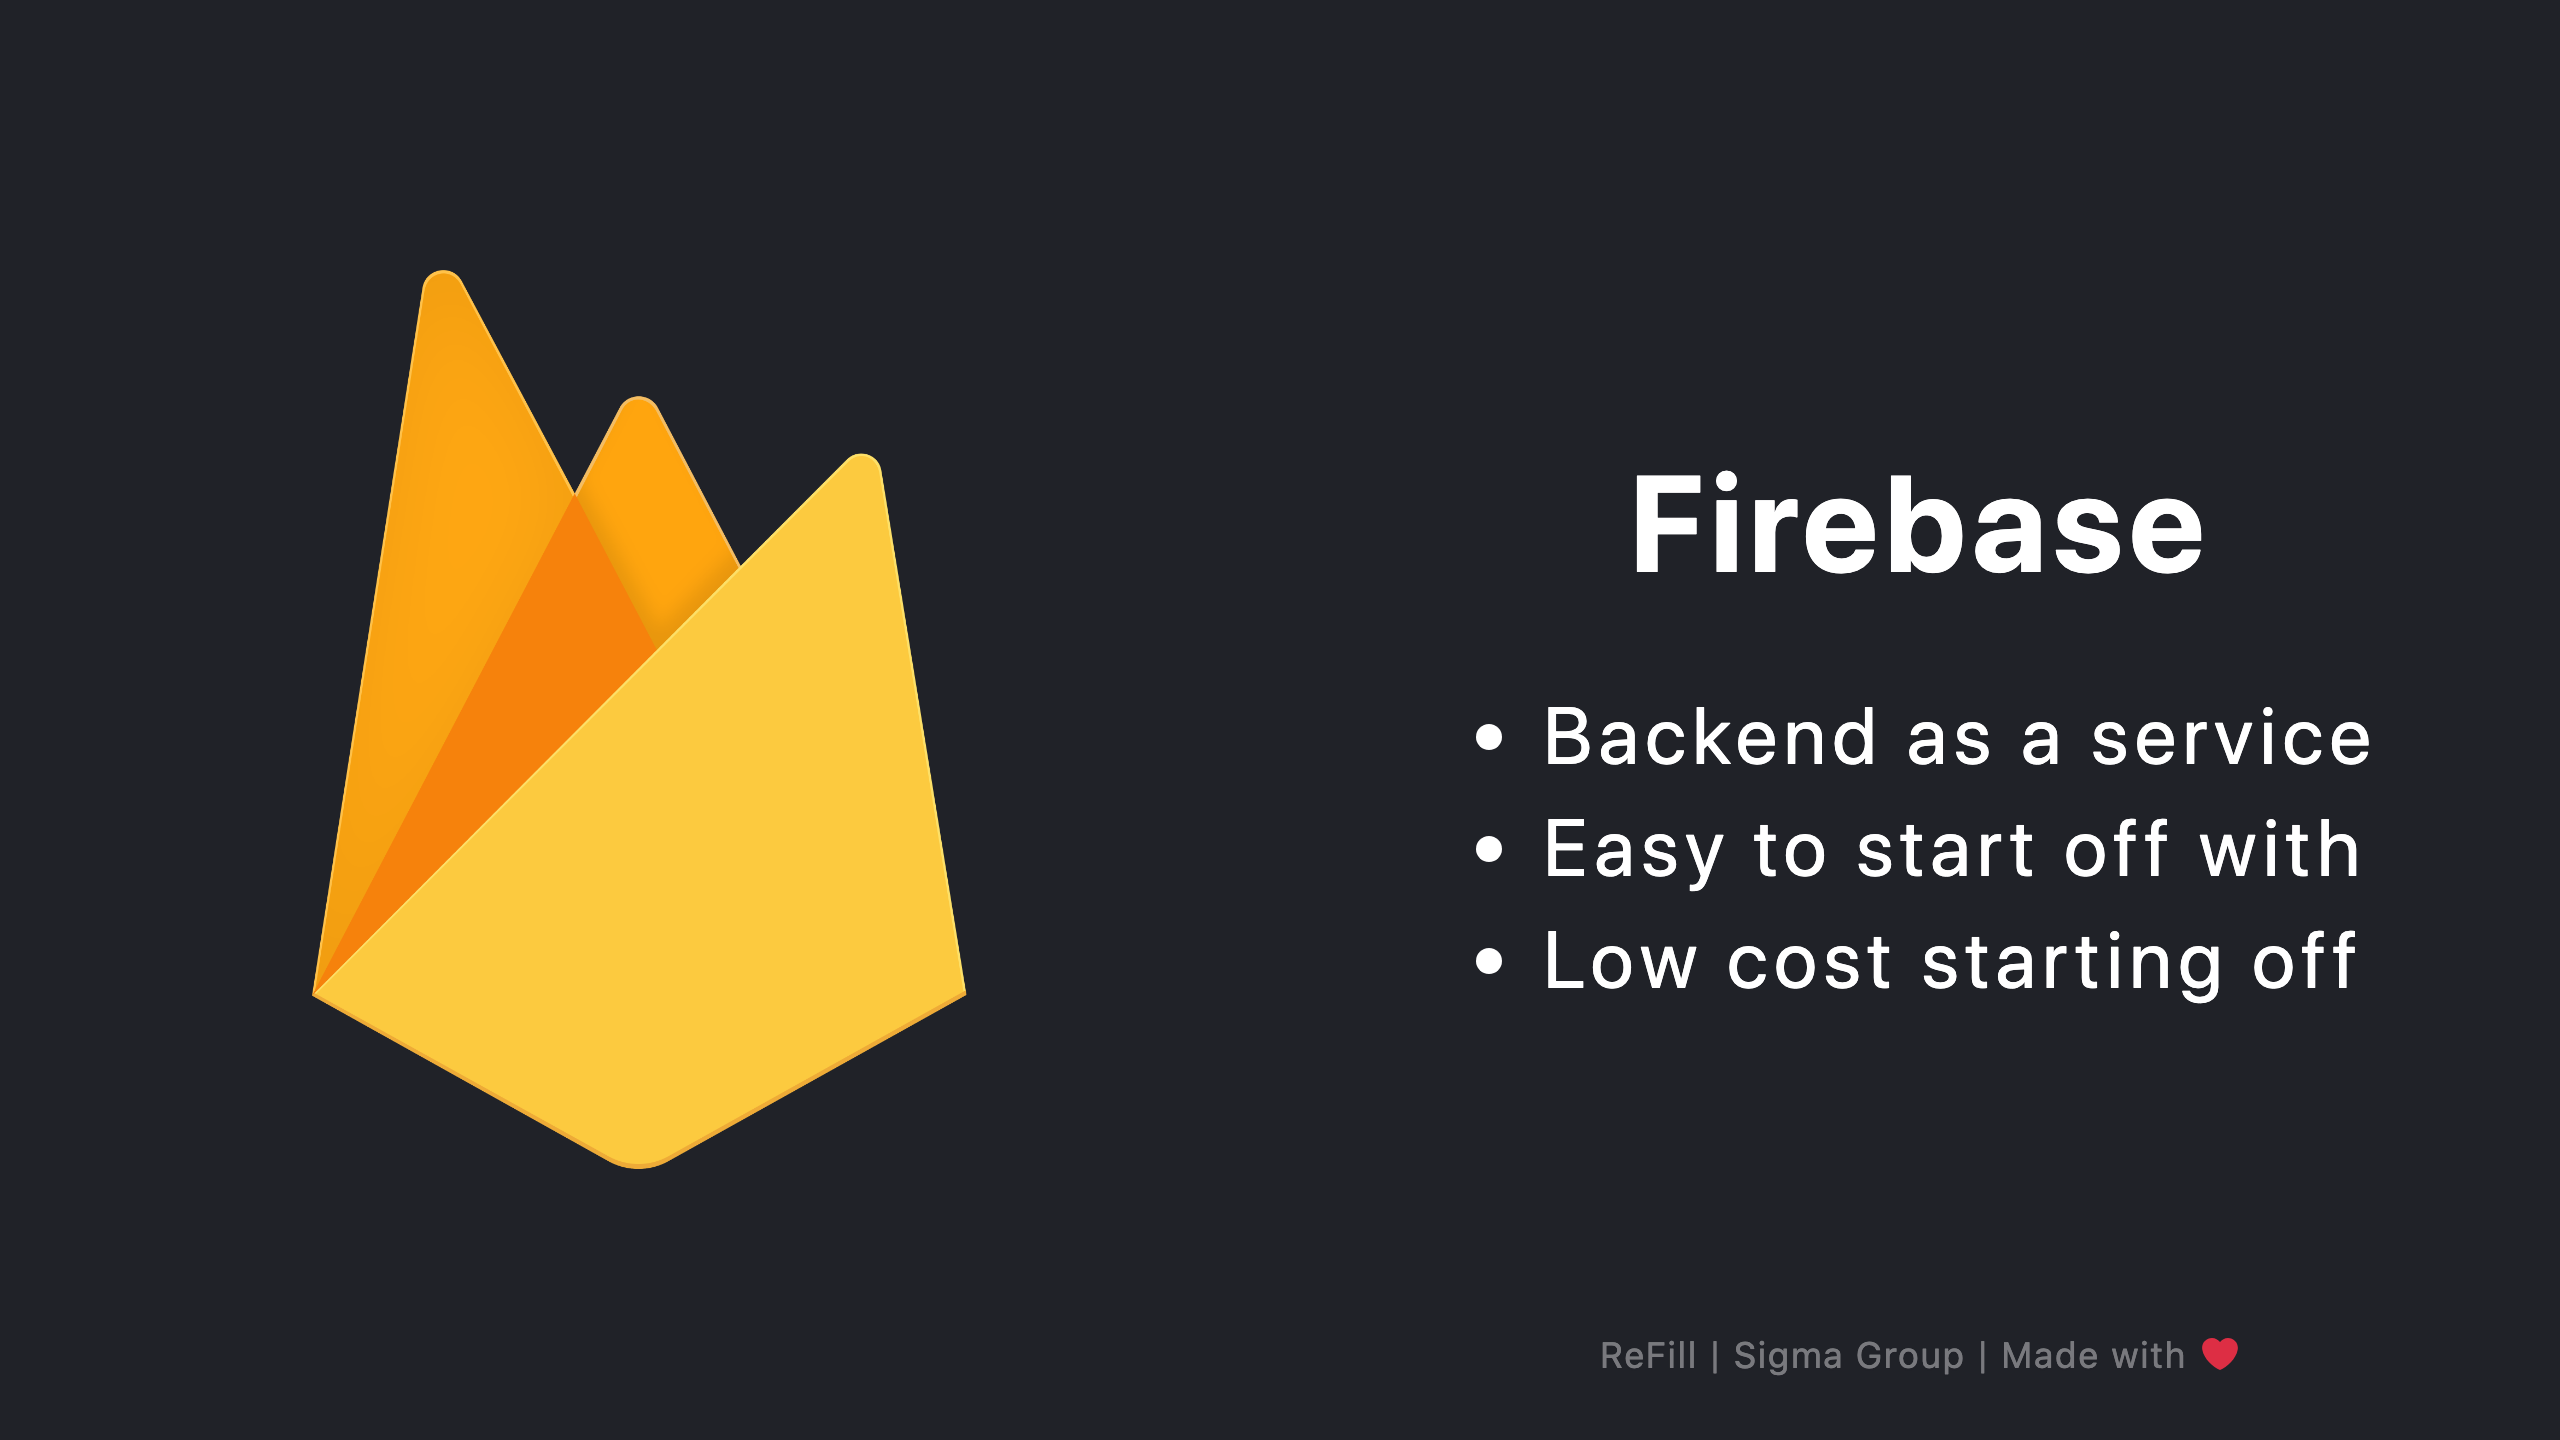 Firebase
• Backend as a service
• Easy to start off with
• Low cost starting off
ReFill | Sigma Group | Made with ❤️